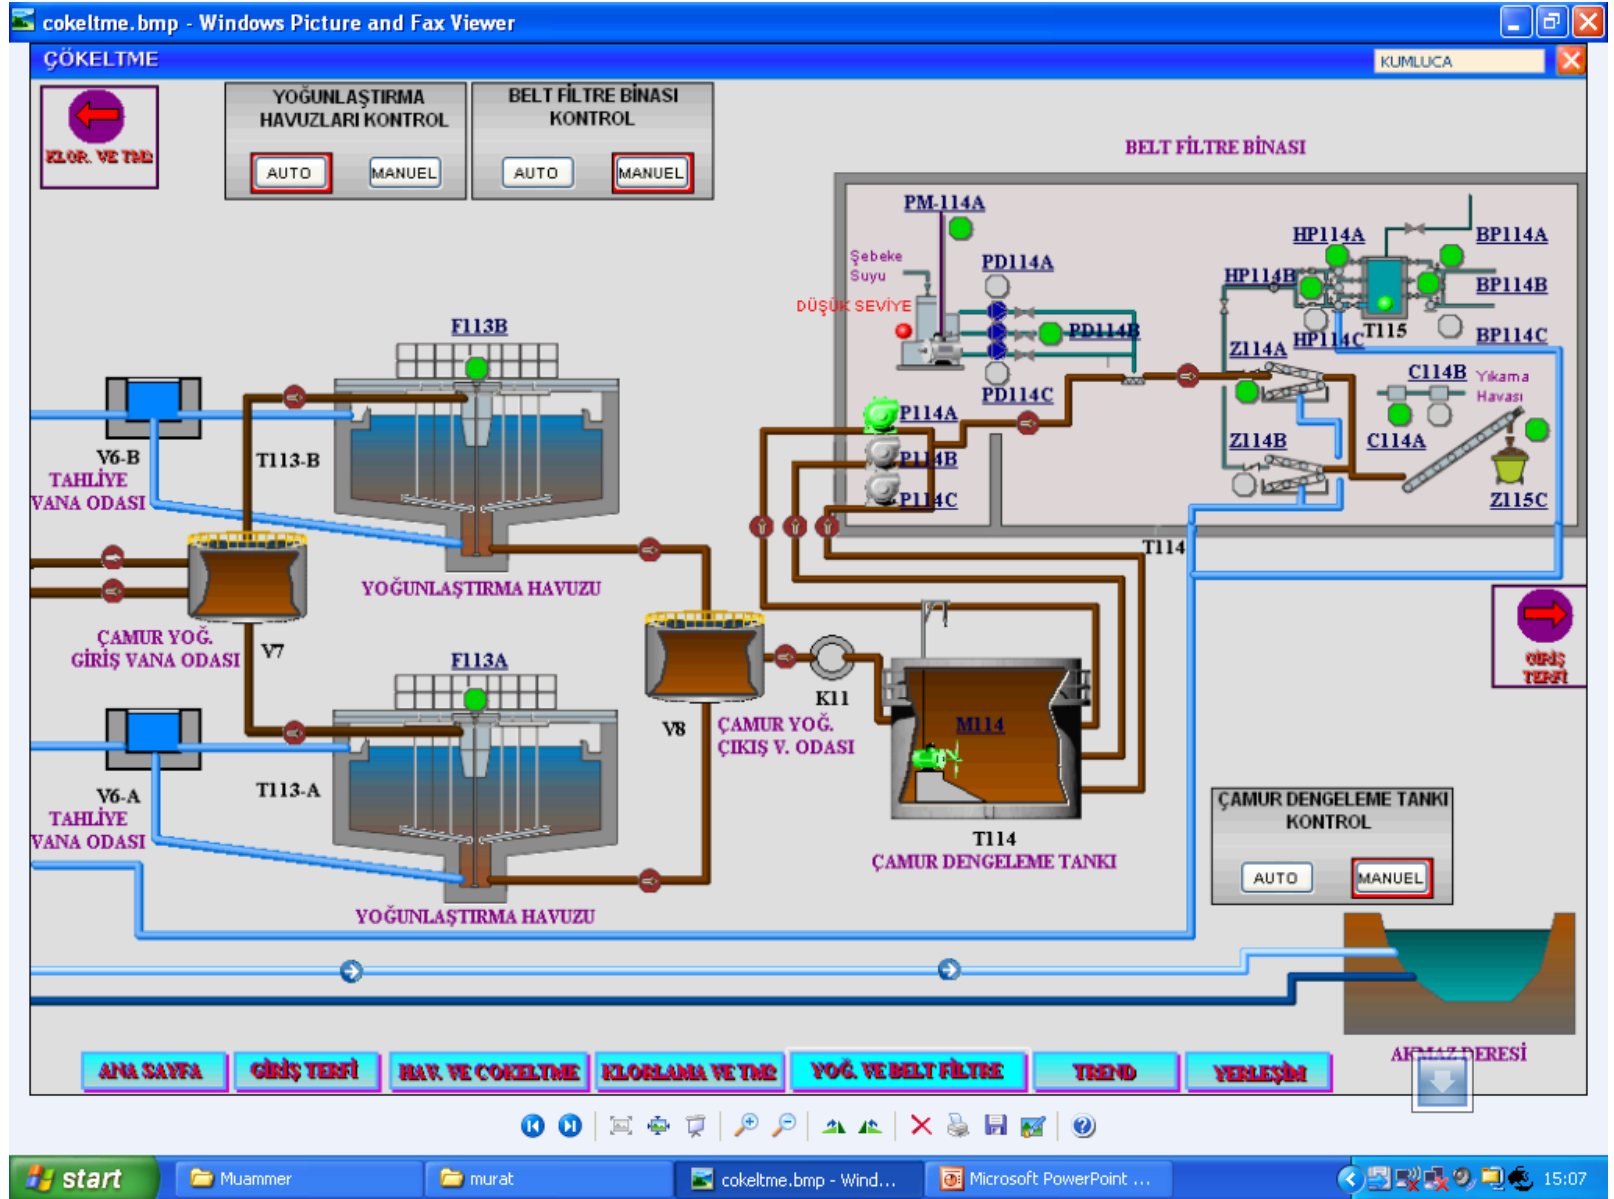 cokeltme.bmp - Windows Picture and Fax Viewer
ÇÖKELTME
KUMLUCA
KLOR. VE TM2
YOĞUNLAŞTIRMA
HAVUZLARI KONTROL
AUTO
MANUEL
BELT FİLTRE BİNASI
KONTROL
AUTO
MANUEL
BELT FİLTRE BİNASI
PM-114A
Şebeke
Suyu
DÜŞÜK SEVİYE
PD114A
PD114B
PD114C
HP114A
HP114B
HP114C
T115
BP114A
BP114B
BP114C
Z114A
Z114B
C114B
C114A
Yıkama
Havası
Z115C
P114A
P114B
P114C
T114
F113B
V6-B
TAHLİYE
VANA ODASI
T113-B
YOĞUNLAŞTIRMA HAVUZU
ÇAMUR YOĞ.
GİRİŞ VANA ODASI
V7
F113A
V6-A
TAHLİYE
VANA ODASI
T113-A
YOĞUNLAŞTIRMA HAVUZU
V8
K11
ÇAMUR YOĞ.
ÇIKIŞ V. ODASI
M114
T114
ÇAMUR DENGELEME TANKI
GİRİŞ
TERFİ
ÇAMUR DENGELEME TANKI
KONTROL
AUTO
MANUEL
AKMAZ DERESİ
ANA SAYFA
GİRİŞ TERFİ
HAV. VE COKELTME
KLORLAMA VE TM2
YOĞ. VE BELT FİLTRE
TREND
YERLEŞİM
start
Muammer
murat
cokeltme.bmp - Wind...
Microsoft PowerPoint ...
15:07